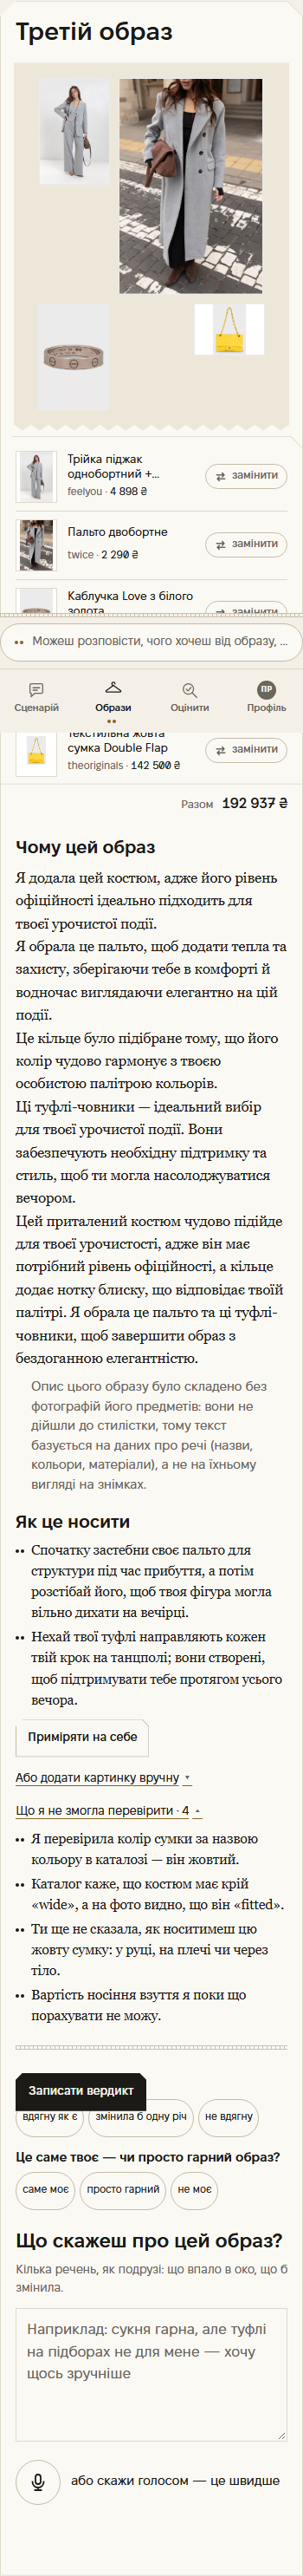 Третій образ
Трійка піджак
однобортний +...
feelyou · 4 898 ₴
замінити
Пальто двобортне
twice · 2 290 ₴
замінити
Каблучка Love з білого
золота
замінити
Можеш розповісти, чого хочеш від образу, ...
Сценарій
Образи
Оцінити
ПР
Профіль
Текстильна жовта
сумка Double Flap
theoriginals · 142 500 ₴
замінити
Разом 192 937 ₴
Чому цей образ
Я додала цей костюм, адже його рівень
офіційності ідеально підходить для
твоєї урочистої події.
Я обрала це пальто, щоб додати тепла та
захисту, зберігаючи тебе в комфорті й
водночас виглядаючи елегантно на цій
події.
Це кільце було підібране тому, що його
колір чудово гармонує з твоєю
особистою палітрою кольорів.
Ці туфлі-човники — ідеальний вибір
для твоєї урочистої події. Вони
забезпечують необхідну підтримку та
стиль, щоб ти могла насолоджуватися
вечором.
Цей приталений костюм чудово підійде
для твоєї урочистості, адже він має
потрібний рівень офіційності, а кільце
додає нотку блиску, що відповідає твоїй
палітрі. Я обрала це пальто та ці туфлі-
човники, щоб завершити образ з
бездоганною елегантністю.
Опис цього образу було складено без
фотографій його предметів: вони не
дійшли до стилістки, тому текст
базується на даних про речі (назви,
кольори, матеріали), а не на їхньому
вигляді на знімках.
Як це носити
Спочатку застебни своє пальто для
структури під час прибуття, а потім
розстібай його, щоб твоя фігура могла
вільно дихати на вечірці.
Нехай твої туфлі направляють кожен
твій крок на танцполі; вони створені,
щоб підтримувати тебе протягом усього
вечора.
Приміряти на себе
Або додати картинку вручну
Що я не змогла перевірити · 4
Я перевірила колір сумки за назвою
кольору в каталозі — він жовтий.
Каталог каже, що костюм має крій
«wide», а на фото видно, що він «fitted».
Ти ще не сказала, як носитимеш цю
жовту сумку: у руці, на плечі чи через
тіло.
Вартість носіння взуття я поки що
порахувати не можу.
Записати вердикт
вдягну як є
змінила б одну річ
не вдягну
Це саме твоє — чи просто гарний образ?
саме моє
просто гарний
не моє
Що скажеш про цей образ?
Кілька речень, як подрузі: що впало в око, що б
змінила.
Наприклад: сукня гарна, але туфлі
на підборах не для мене — хочу
щось зручніше
або скажи голосом — це швидше